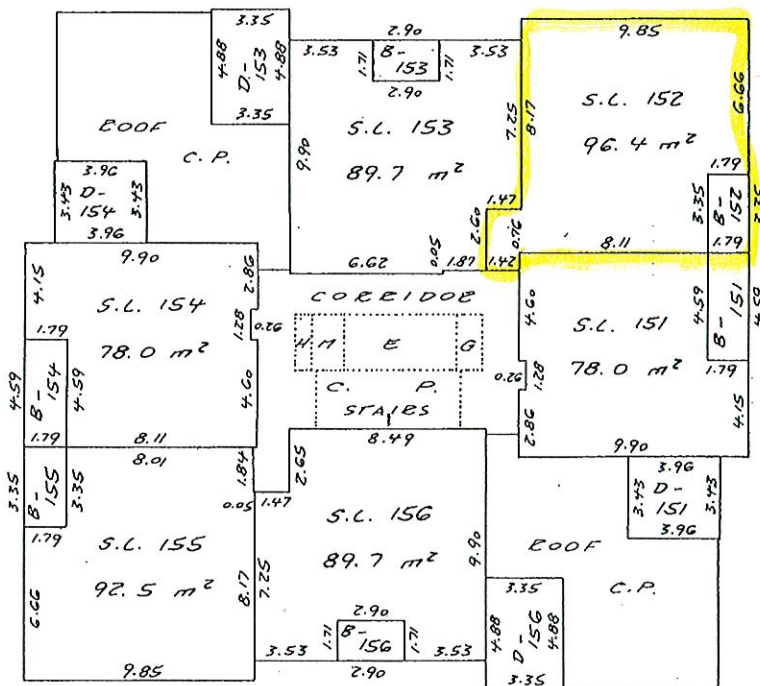 3.35
4.88
D-
153
4.88
3.35
ROOF
C. P.
3.96
3.43
D-
154
3.43
3.96
2.90
3.53
B-
153
3.53
1.71
1.71
2.90
S.L. 153
89.7 m²
9.90
7.25
1.47
2.60
0.05
6.62
1.87
9.85
8.17
S.L. 152
96.4 m²
6.66
1.79
3.35
B-
152
1.79
0.76
1.42
8.11
9.90
2.86
4.15
S.L. 154
78.0 m²
1.28
0.26
1.79
4.59
B-
154
4.59
4.60
1.79
8.11
CORRIDOR
H M E G
C. P.
STAIRS
4.60
S.L. 151
78.0 m²
4.59
B-
151
4.59
1.79
0.26
1.28
2.86
4.15
9.90
8.01
1.84
3.35
B-
155
3.35
1.79
0.05
1.47
S.L. 155
92.5 m²
6.66
8.17
9.85
8.49
2.65
S.L. 156
89.7 m²
7.25
9.90
2.90
1.71
B-
156
1.71
3.53
3.53
2.90
3.96
3.43
D-
151
3.43
3.96
ROOF
C.P.
3.35
4.88
D-
156
4.88
3.35